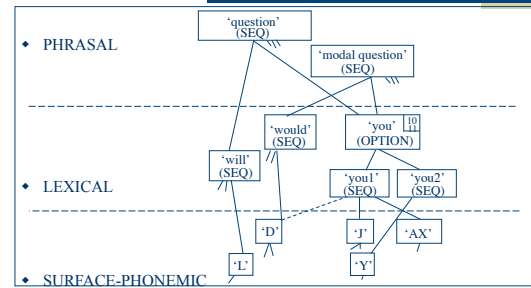 ‘question’
(SEQ)
◆ PHRASAL
‘modal question’
(SEQ)
‘would’
(SEQ)
‘you’
(OPTION)
10
11
‘will’
(SEQ)
◆ LEXICAL
‘you1’
(SEQ)
‘you2’
(SEQ)
‘D’
‘J’
‘AX’
‘L’
‘Y’
◆ SURFACE-PHONEMIC